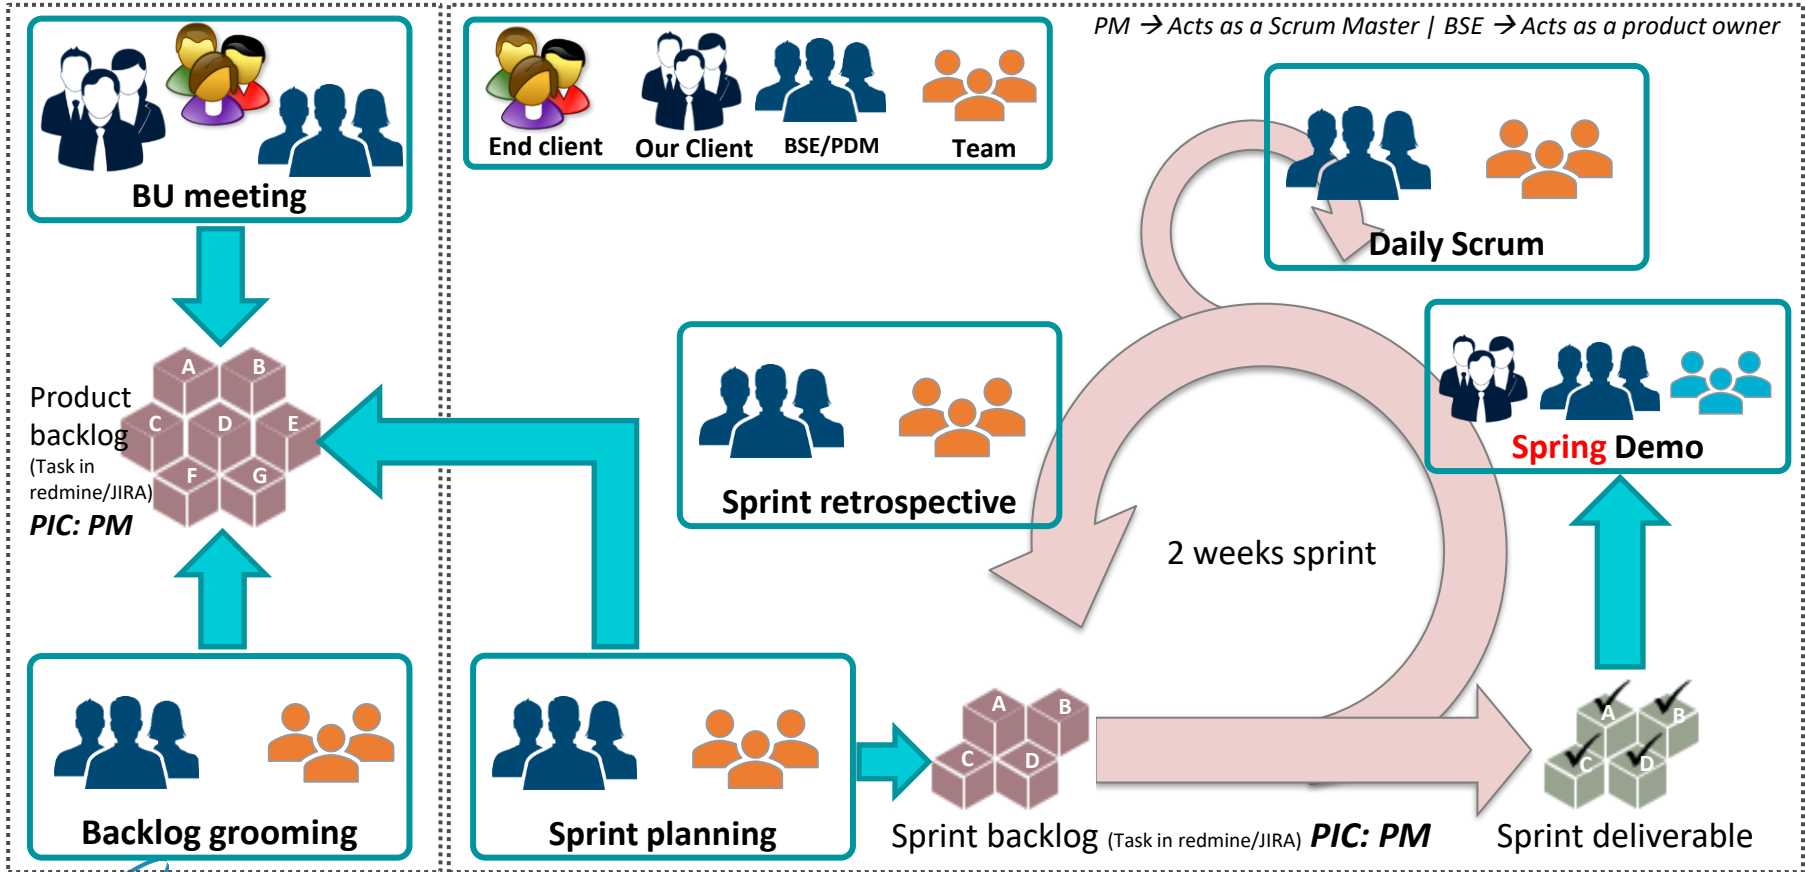 PM → Acts as a Scrum Master | BSE → Acts as a product owner
BU meeting
End client
Our Client
BSE/PDM
Team
Daily Scrum
Product
backlog
(Task in
redmine/JIRA)
PIC: PM
A
B
C
D
E
F
G
Sprint retrospective
Spring Demo
2 weeks sprint
Backlog grooming
Sprint planning
A
B
C
D
Sprint backlog (Task in redmine/JIRA) PIC: PM
A
B
C
D
Sprint deliverable